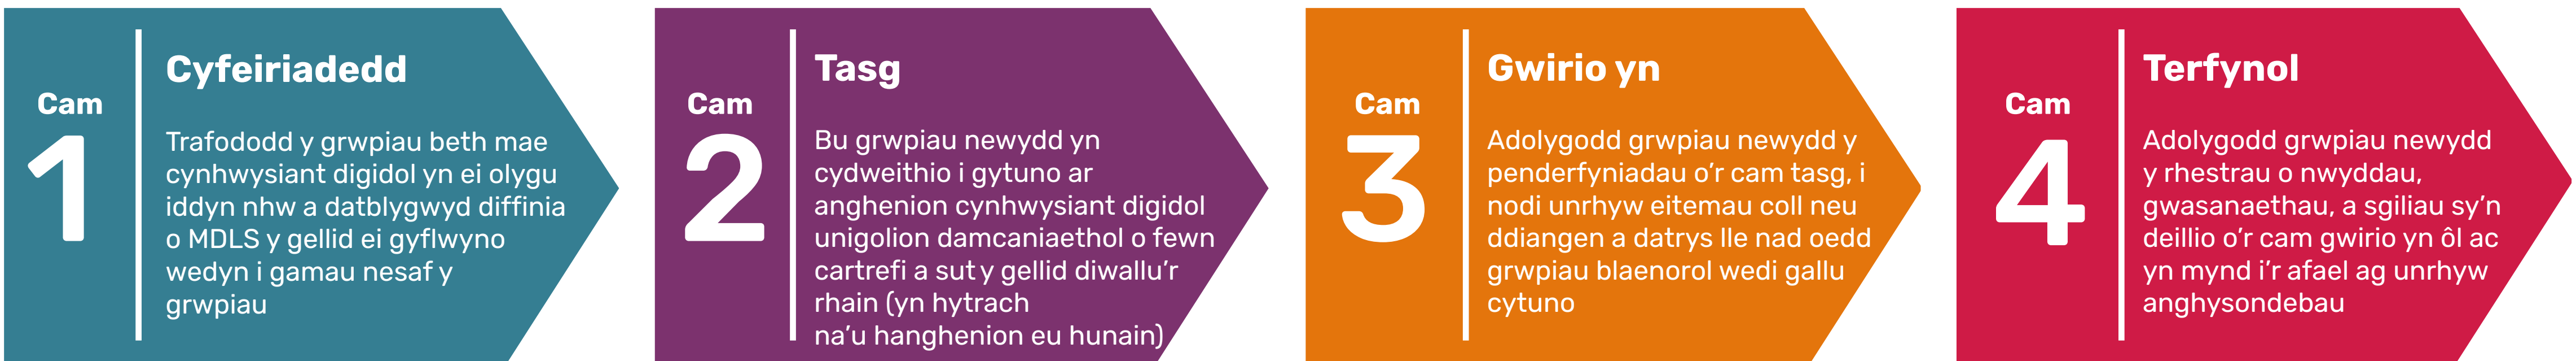 Cam
1
Cyfeiriadedd
Trafododd y grwpiau beth mae
cynhwysiant digidol yn ei olygu
iddyn nhw a datblygwyd diffinia
o MDLS y gellid ei gyflwyno
wedyn i gamau nesaf y
grwpiau
Cam
2
Tasg
Bu grwpiau newydd yn
cydweithio i gytuno ar
anghenion cynhwysiant digidol
unigolion damcaniaethol o fewn
cartrefi a sut y gellid diwallu’r
rhain (yn hytrach
na’u hanghenion eu hunain)
Cam
3
Gwirio yn
Adolygodd grwpiau newydd y
penderfyniadau o’r cam tasg, i
nodi unrhyw eitemau coll neu
ddiangen a datrys lle nad oedd
grwpiau blaenorol wedi gallu
cytuno
Cam
4
Terfynol
Adolygodd grwpiau newydd
y rhestrau o nwyddau,
gwasanaethau, a sgiliau sy’n
deillio o’r cam gwirio yn ôl ac
yn mynd i’r afael ag unrhyw
anghysondebau